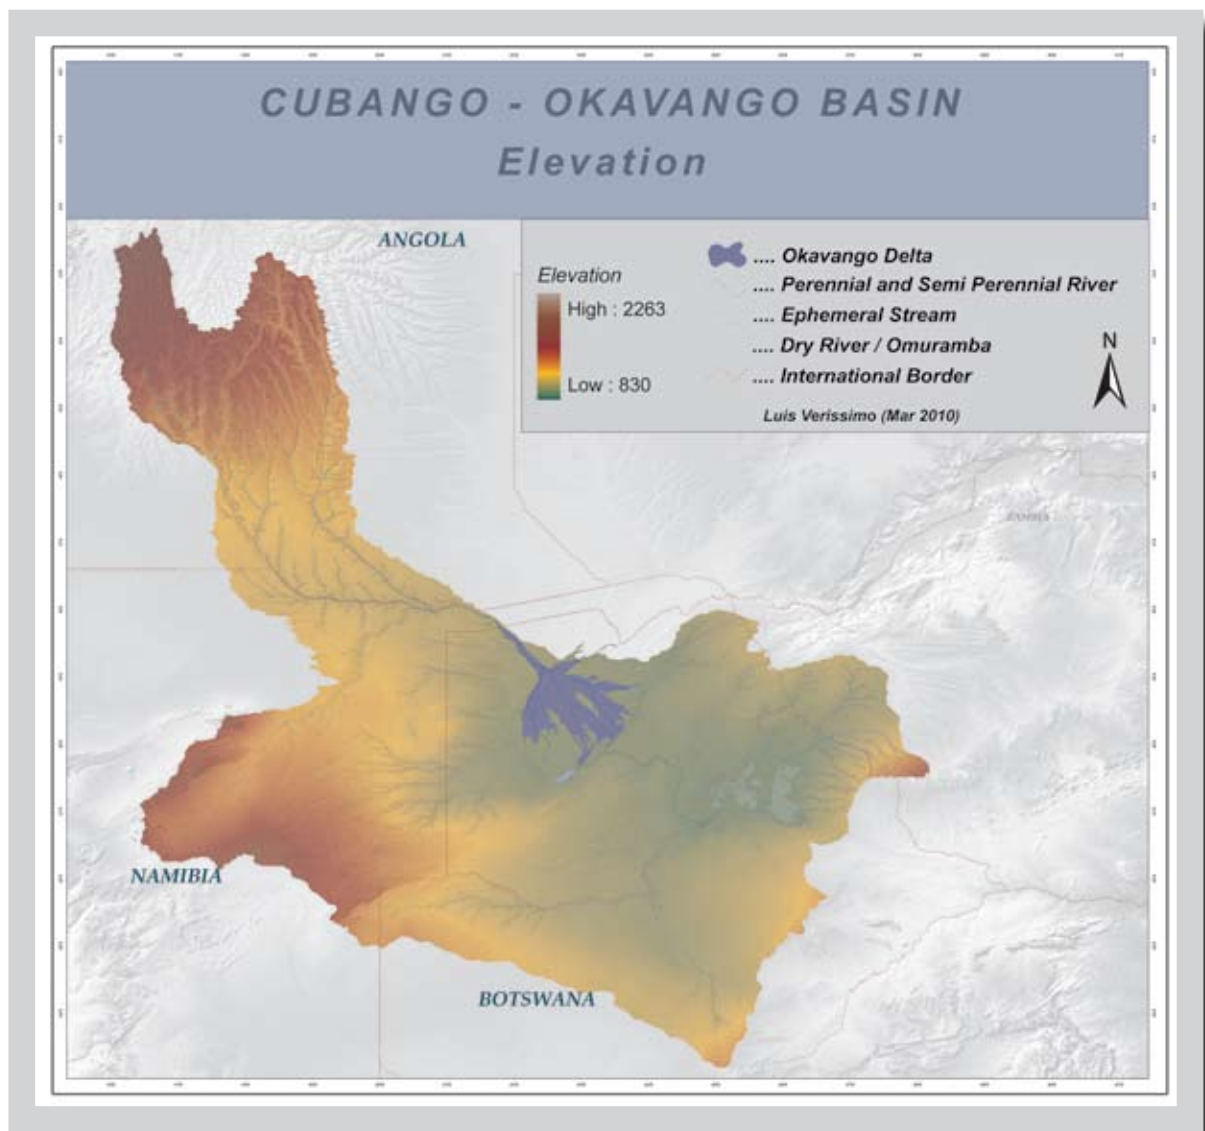 CUBANGO - OKAVANGO BASIN
Elevation
ANGOLA
Elevation
High : 2263
Low : 830
.... Okavango Delta
.... Perennial and Semi Perennial River
.... Ephemeral Stream
.... Dry River / Omuramba
.... International Border
Luis Verissimo (Mar 2010)
N
ZAMBIA
NAMIBIA
BOTSWANA